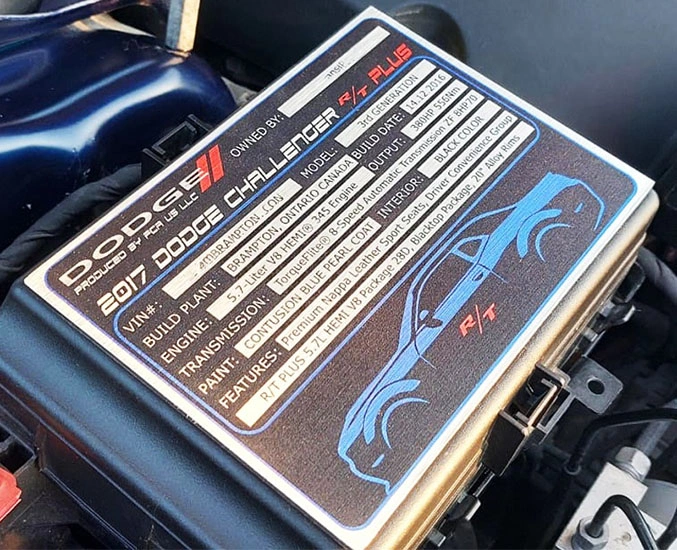 DODGE
PRODUCED BY FCA US LLC
OWNED BY:
2017 DODGE CHALLENGER R/T PLUS
VIN#:
MODEL: 3rd GENERATION
BUILD PLANT: BRAMPTON, ONTARIO CANADA BUILD DATE: 14.12.2016
ENGINE: 5.7-Liter V8 HEMI® 345 Engine OUTPUT: 380HP 556Nm
TRANSMISSION: TorqueFlite® 8-Speed Automatic Transmission ZF 8HP70
PAINT: CONTUSION BLUE PEARL COAT INTERIOR: BLACK COLOR
FEATURES: Premium Nappa Leather, Sport Seats, Driver Convenience Group
R/T PLUS 5.7L HEMI V8 Package 28D, Blacktop Package, 20" Alloy Rims
R/T